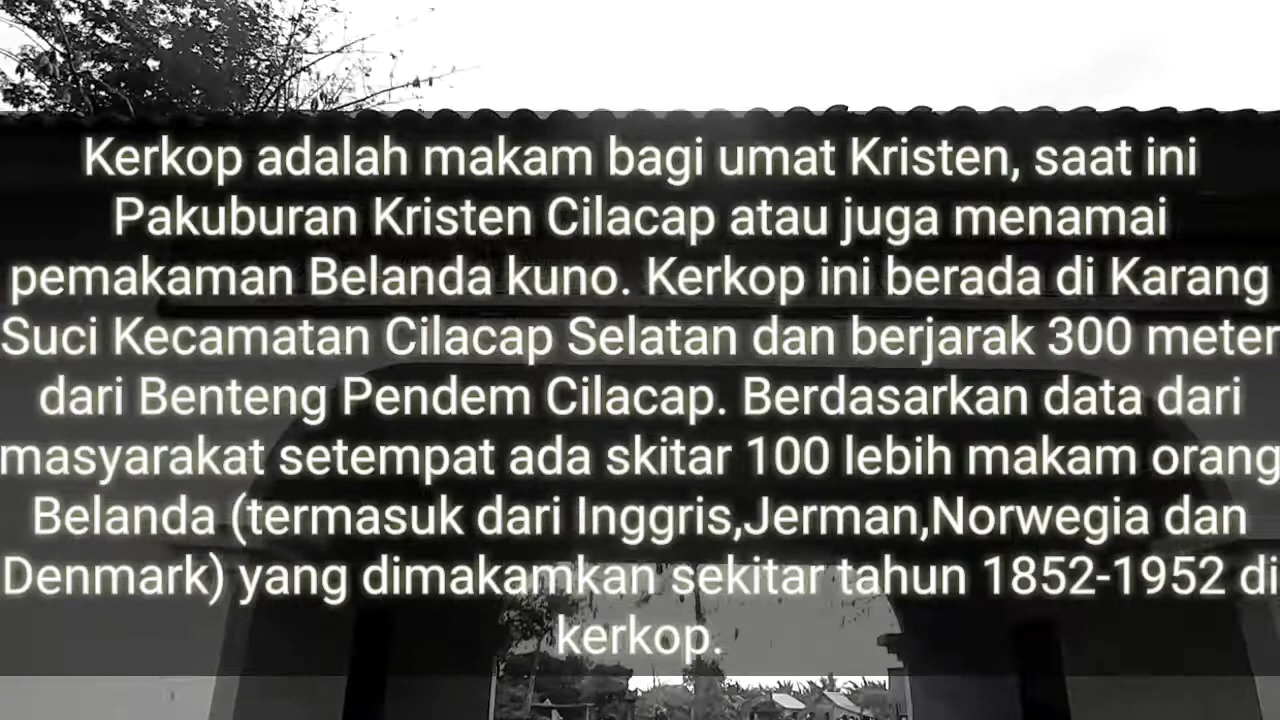 Kerkop adalah makam bagi umat Kristen, saat ini
Pakuburan Kristen Cilacap atau juga menamai
pemakaman Belanda kuno. Kerkop ini berada di Karang
Suci Kecamatan Cilacap Selatan dan berjarak 300 meter
dari Benteng Pendem Cilacap. Berdasarkan data dari
masyarakat setempat ada skitar 100 lebih makam orang
Belanda (termasuk dari Inggris,Jerman,Norwegia dan
Denmark) yang dimakamkan sekitar tahun 1852-1952 di
kerkop.